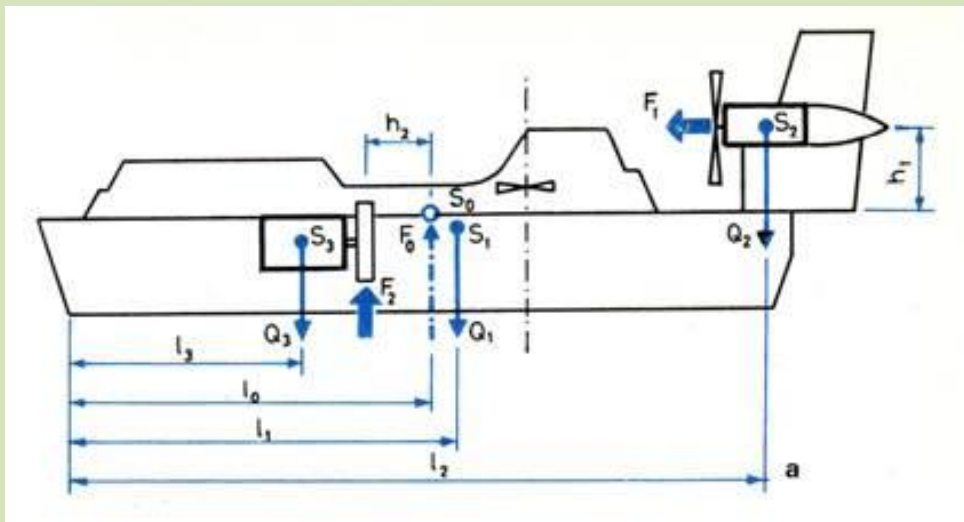 F₁
S₂
h₂
h₁
S₀
S₃
F₀
S₁
Q₂
F₂
Q₃
Q₁
l₃
l₀
l₁
l₂
a